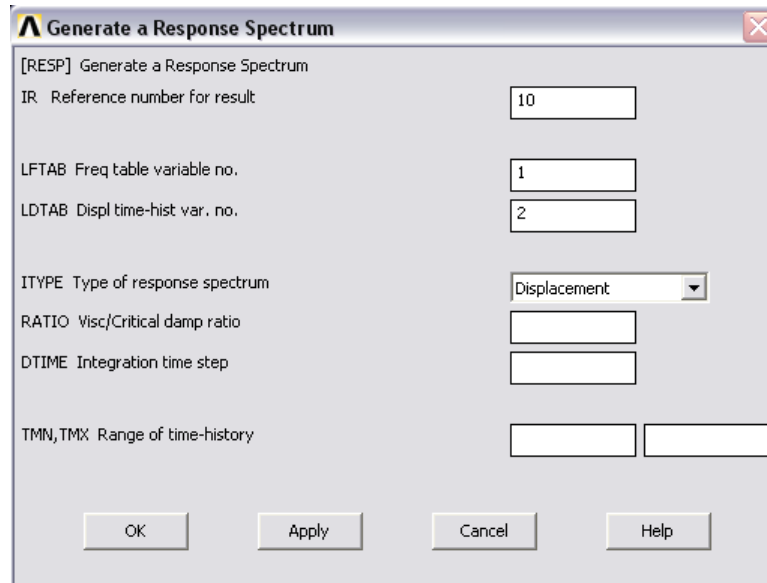 Generate a Response Spectrum
[RESP] Generate a Response Spectrum
IR Reference number for result 10
LFTAB Freq table variable no. 1
LDTAB Displ time-hist var. no. 2
ITYPE Type of response spectrum Displacement
RATIO Visc/Critical damp ratio
DTIME Integration time step
TMN,TMX Range of time-history
OK Apply Cancel Help